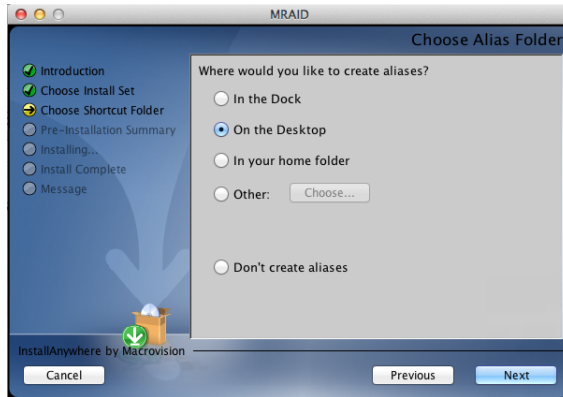 MRAID
Choose Alias Folder
Introduction
Choose Install Set
Choose Shortcut Folder
Pre-Installation Summary
Installing...
Install Complete
Message
Where would you like to create aliases?
In the Dock
On the Desktop
In your home folder
Other: Choose...
Don't create aliases
InstallAnywhere by Macrovision
Cancel Previous Next